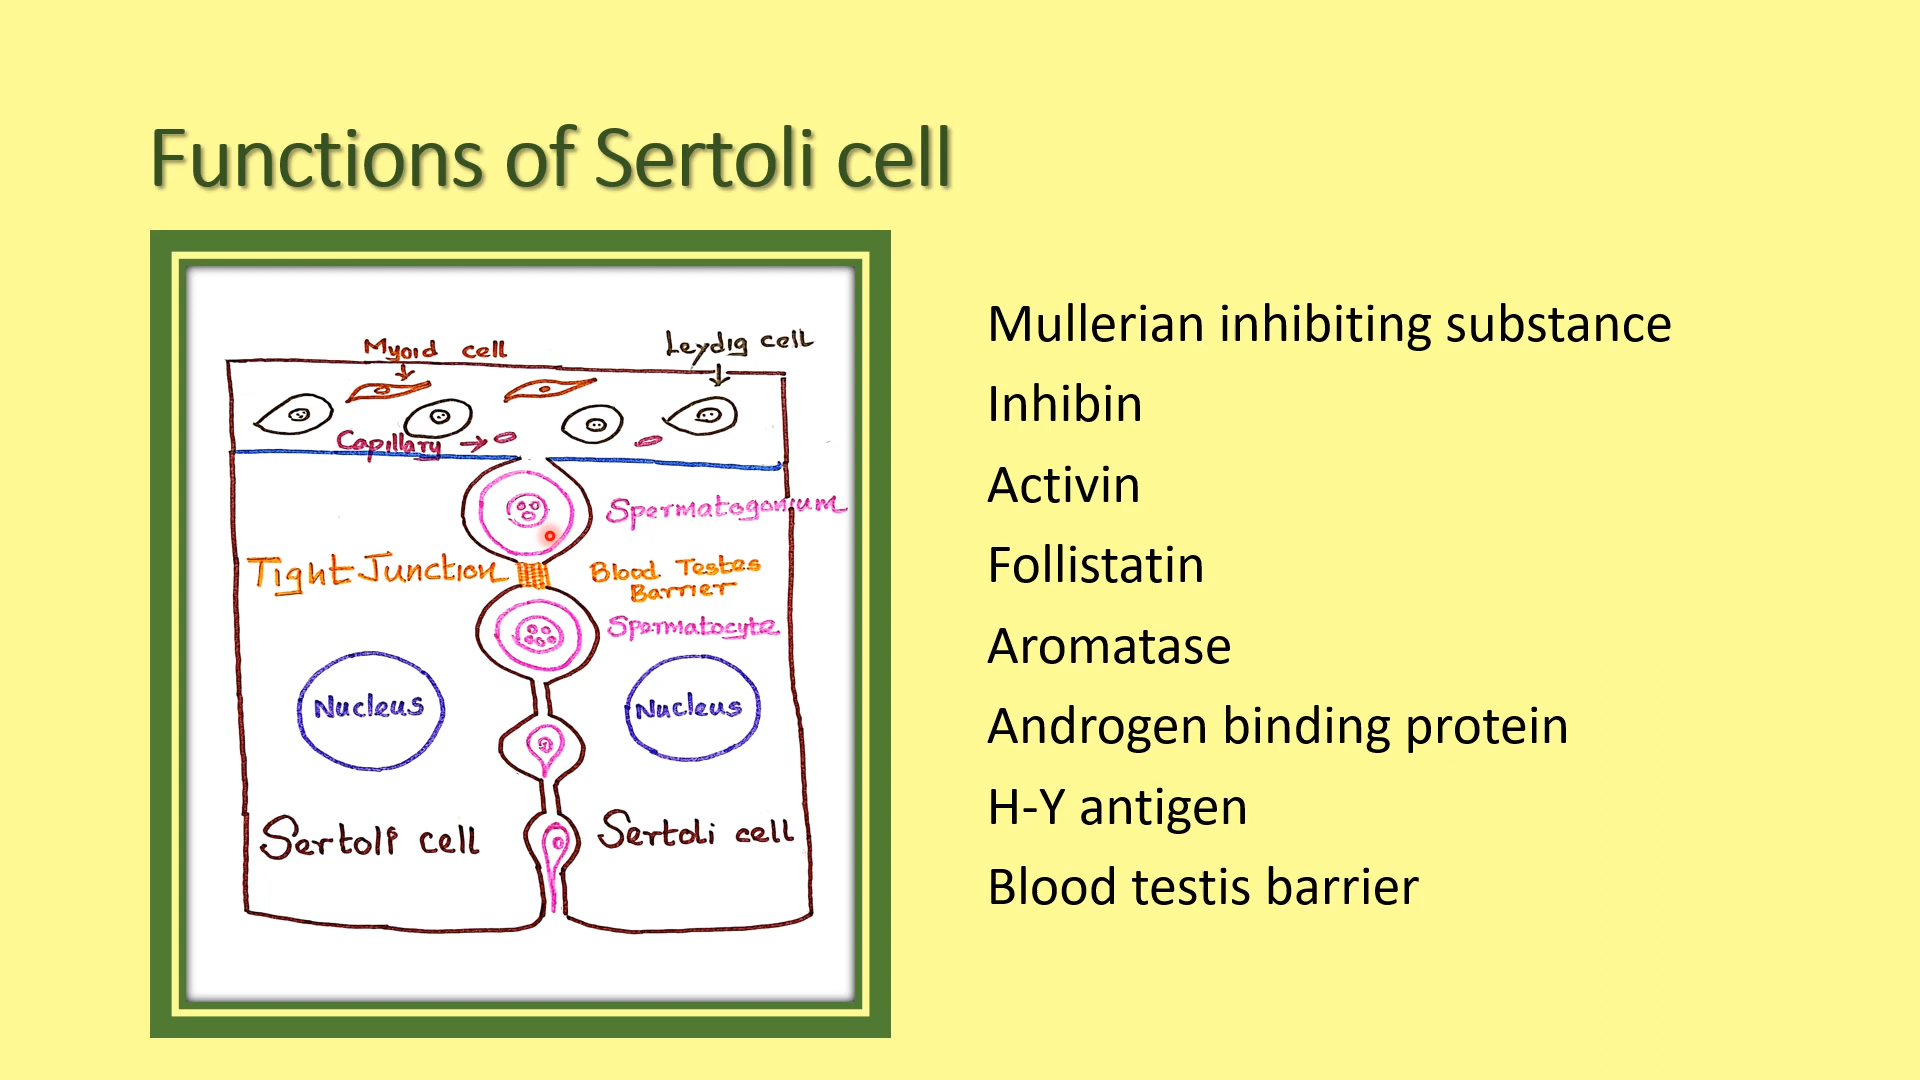 Functions of Sertoli cell
Myoid cell
Leydig cell
Capillary
Spermatogonium
Tight Junction
Blood Testes
Barrier
Spermatocyte
Nucleus
Nucleus
Sertoli cell
Sertoli cell
Mullerian inhibiting substance
Inhibin
Activin
Follistatin
Aromatase
Androgen binding protein
H-Y antigen
Blood testis barrier